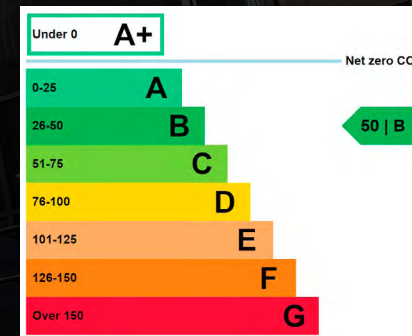 Under 0 A+
Net zero CO
0-25 A
26-50 B
50 | B
51-75 C
76-100 D
101-125 E
126-150 F
Over 150 G